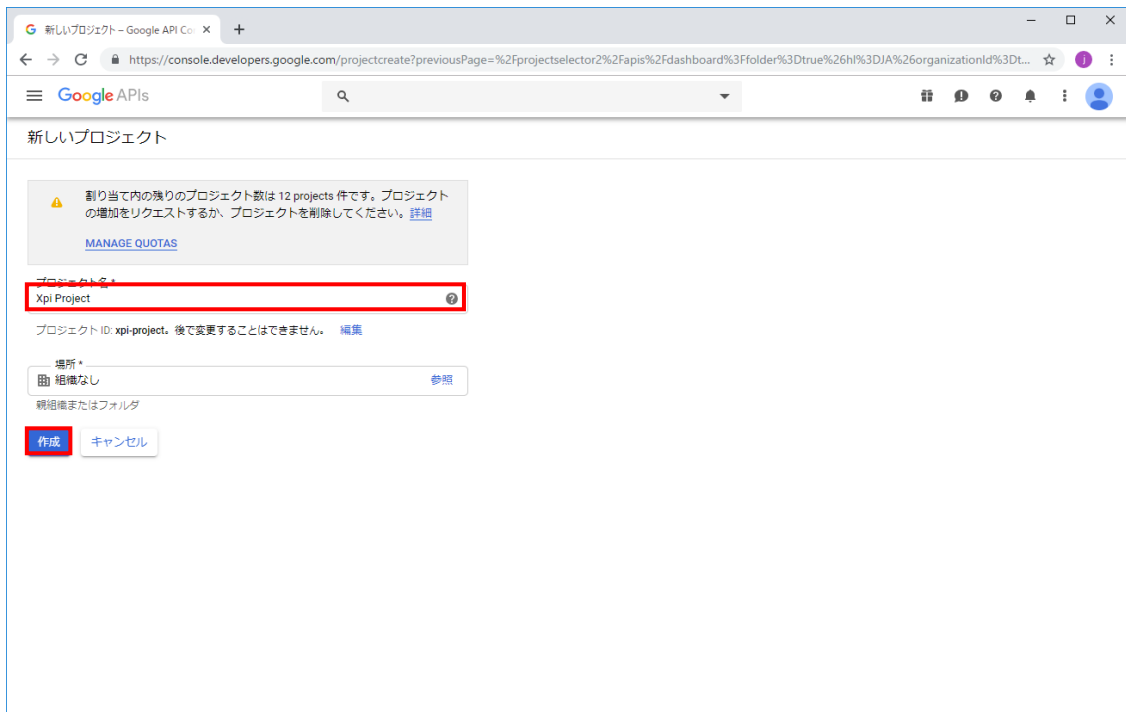 新しいプロジェクト – Google API Co
https://console.developers.google.com/projectcreate?previousPage=%2Fprojectselector2%2Fapis%2Fdashboard%3Ffolder%3Dtrue%26hl%3DJA%26organizationId%3Dt...
j
Google APIs
新しいプロジェクト
割り当て内の残りのプロジェクト数は 12 projects 件です。プロジェクト
の増加をリクエストするか、プロジェクトを削除してください。詳細
MANAGE QUOTAS
プロジェクト名 *
Xpi Project
プロジェクト ID: xpi-project。後で変更することはできません。 編集
場所 *
組織なし 参照
親組織またはフォルダ
作成 キャンセル